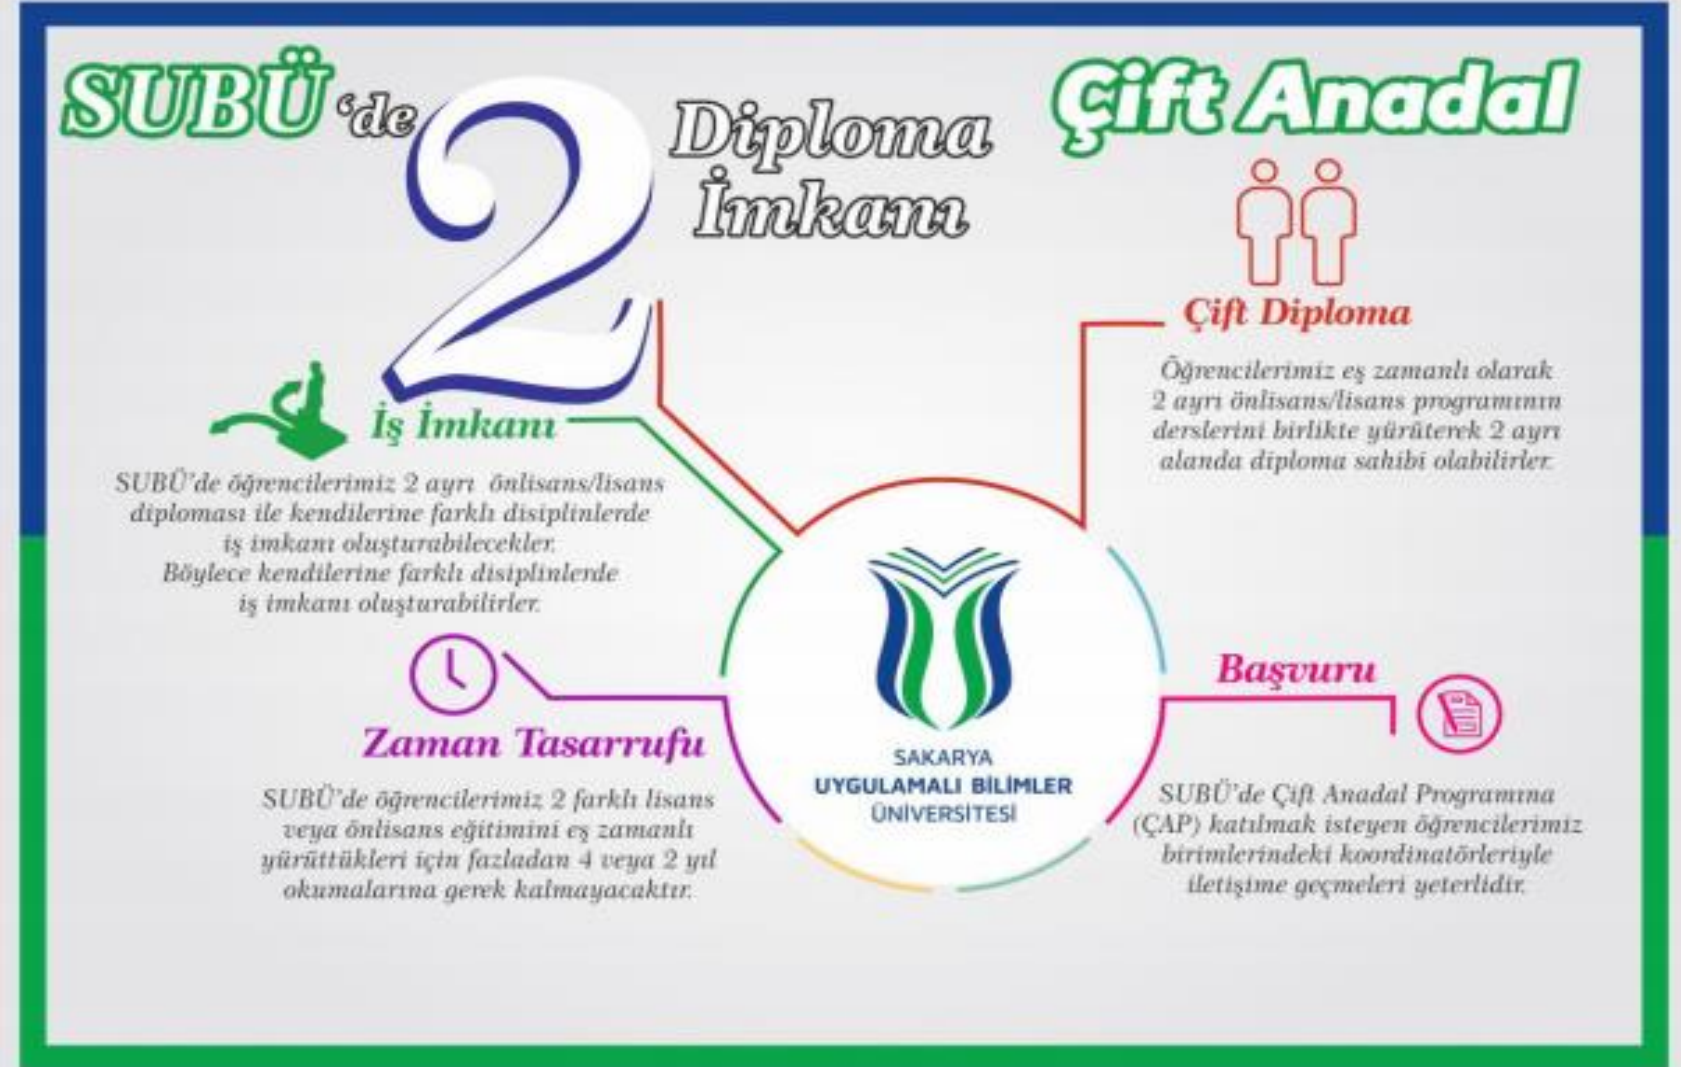 SUBÜ 'de 2 Diploma
İmkanı
Çift Anadal
Çift Diploma
Öğrencilerimiz eş zamanlı olarak
2 ayrı önlisans/lisans programının
derslerini birlikte yürüterek 2 ayrı
alanda diploma sahibi olabilirler.
İş İmkanı
SUBÜ'de öğrencilerimiz 2 ayrı önlisans/lisans
diploması ile kendilerine farklı disiplinlerde
iş imkanı oluşturabilecekler.
Böylece kendilerine farklı disiplinlerde
iş imkanı oluşturabilirler.
Zaman Tasarrufu
SUBÜ'de öğrencilerimiz 2 farklı lisans
veya önlisans eğitimini eş zamanlı
yürüttükleri için fazladan 4 veya 2 yıl
okumalarına gerek kalmayacaktır.
SAKARYA
UYGULAMALI BİLİMLER
ÜNİVERSİTESİ
Başvuru
SUBÜ'de Çift Anadal Programına
(ÇAP) katılmak isteyen öğrencilerimiz
birimlerindeki koordinatörleriyle
iletişime geçmeleri yeterlidir.